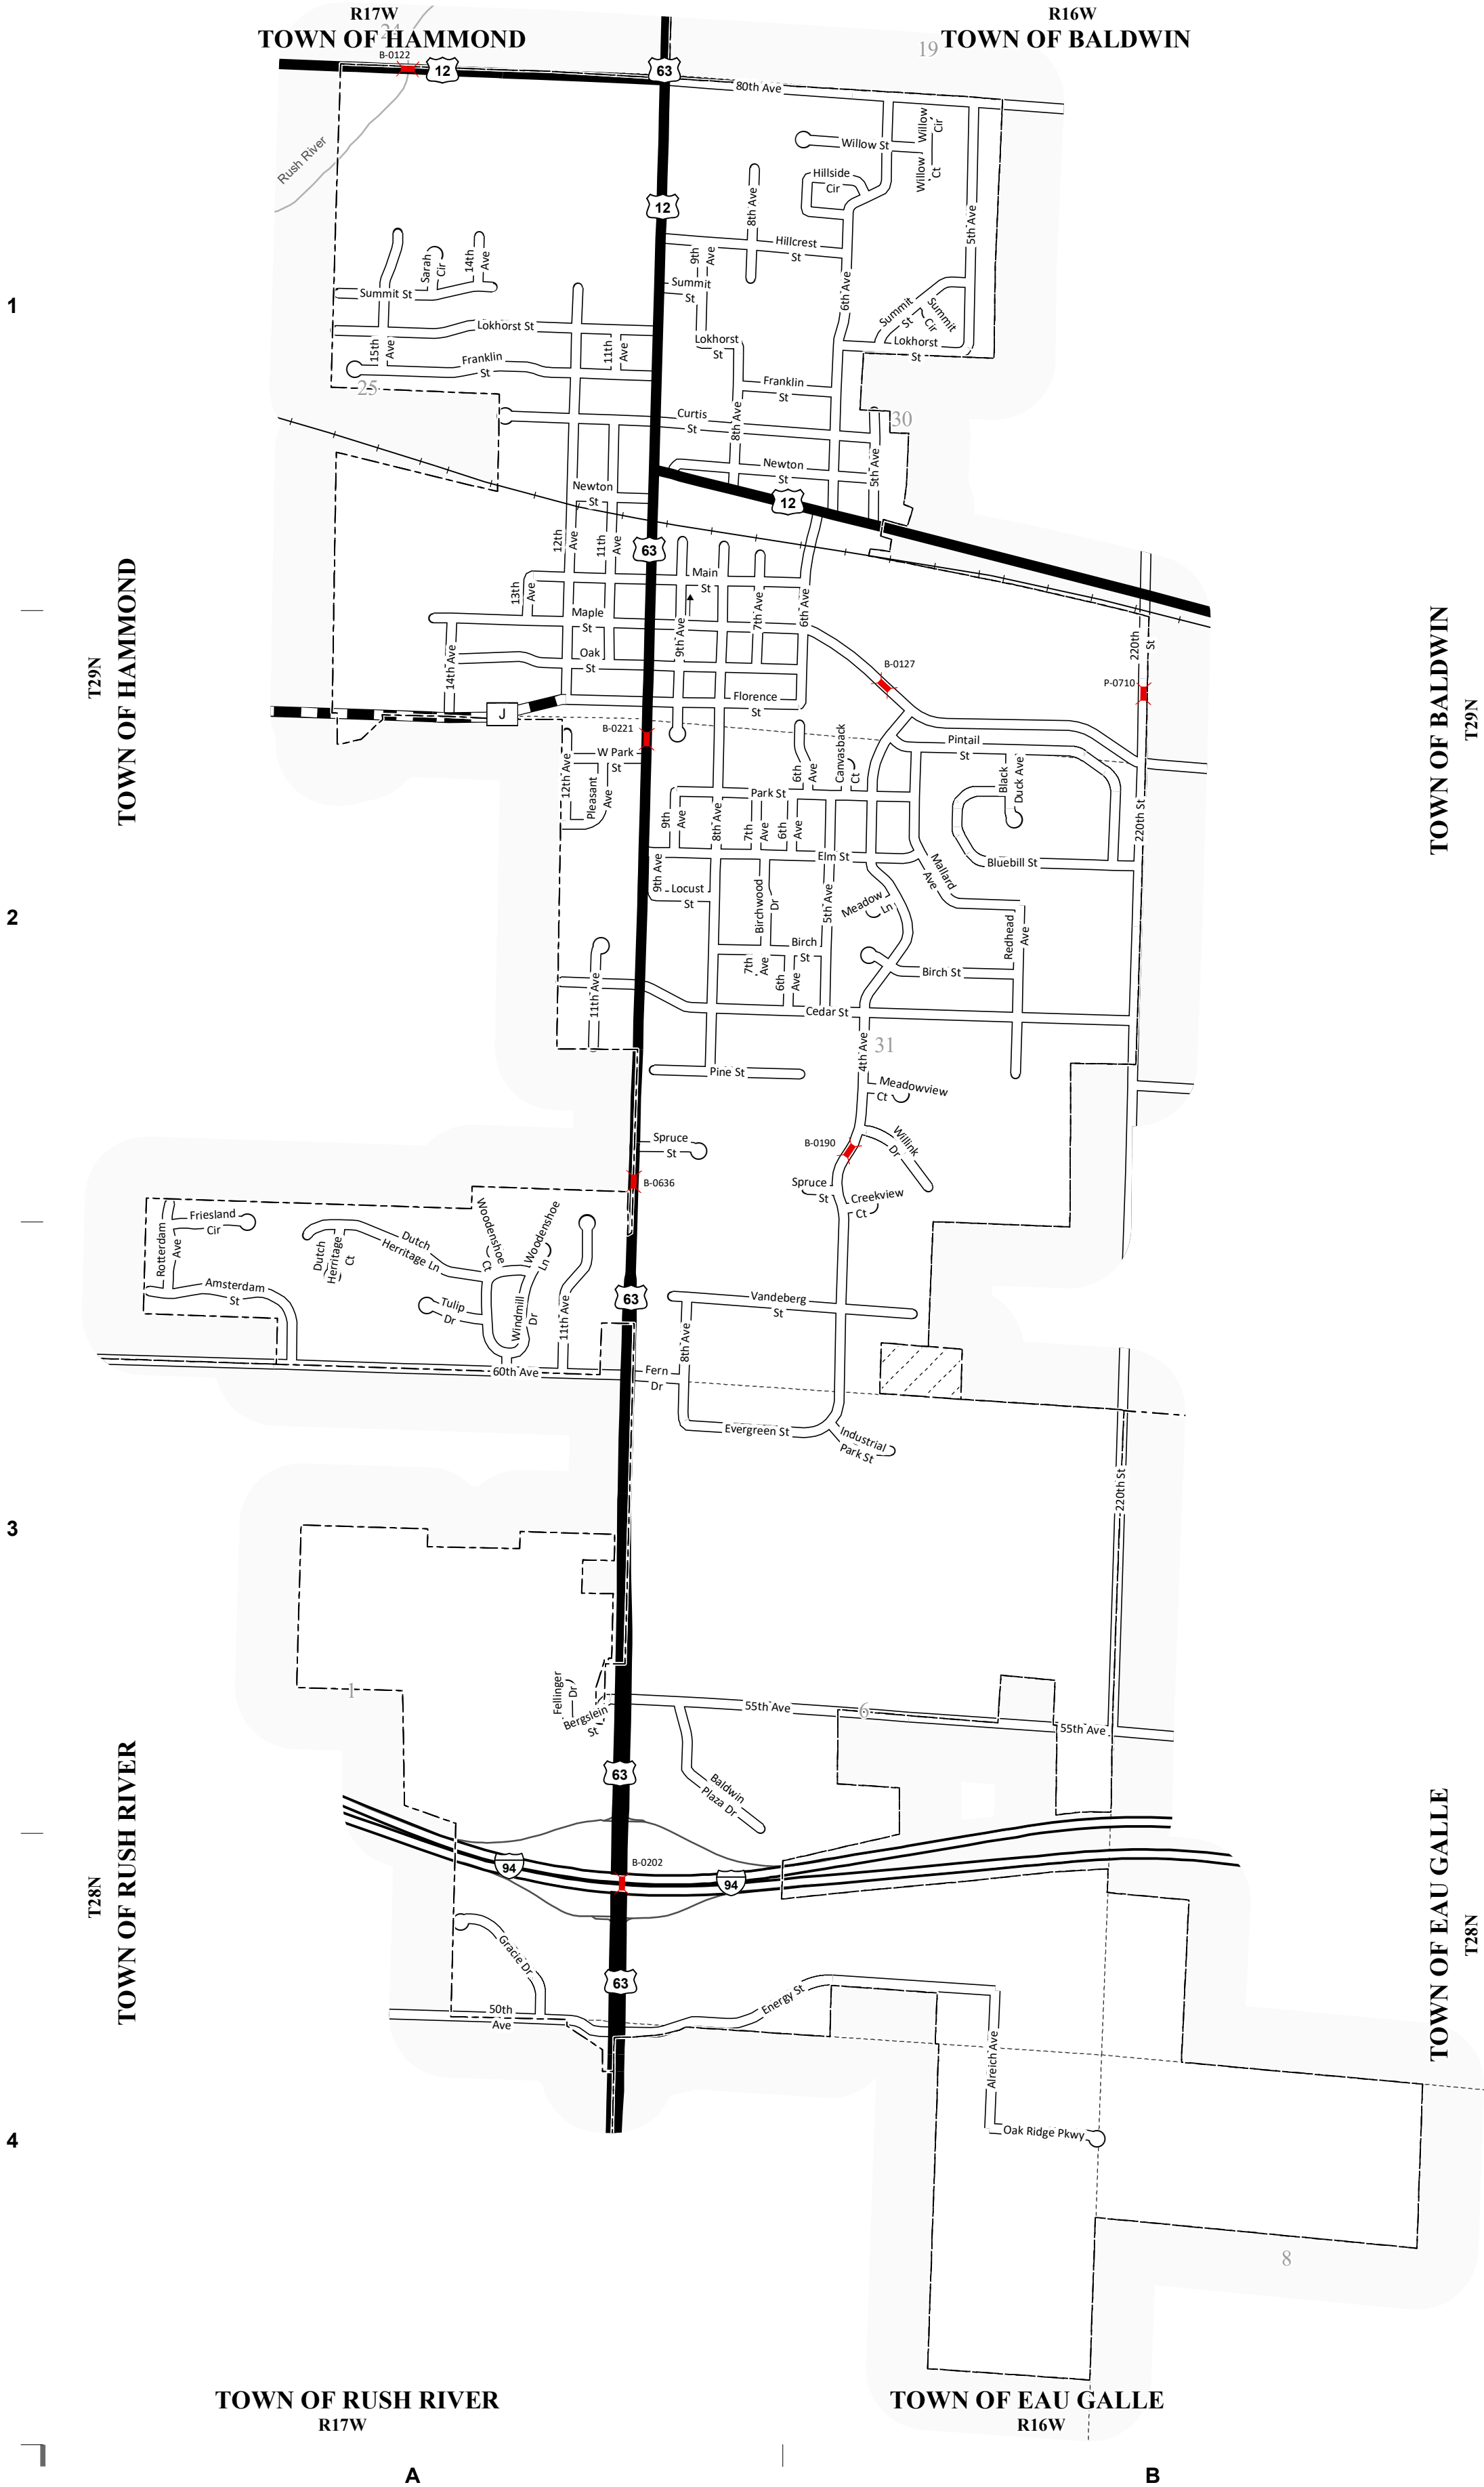 R17W
R16W
24
TOWN OF HAMMOND
19
TOWN OF BALDWIN
B-0122
12
63
80th Ave
Rush River
Willow St
Willow
Cir
Willow
Ct
Hillside
Cir
8th Ave
12
5th Ave
Hillcrest
St
9th
Ave
Sarah
Cir
14th
Ave
Summit St
Summit
St
6th Ave
1
Summit
St
Summit
Cir
Lokhorst St
Lokhorst
St
Lokhorst
St
15th
Ave
11th
Ave
Franklin
St
Franklin
St
25
Curtis
St
8th Ave
30
Newton
St
5th Ave
Newton
St
12
12th
Ave
11th
Ave
63
Main
St
13th
Ave
Maple
St
9th Ave
7th Ave
6th Ave
220th
St
TOWN OF HAMMOND
T29N
TOWN OF BALDWIN
T29N
Oak
St
14th Ave
B-0127
P-0710
Florence
St
J
B-0221
W Park
St
12th Ave
Pleasant
Ave
6th
Ave
Canvasback
Ct
Pintail
St
Black
Duck Ave
Park St
9th
Ave
8th Ave
7th
Ave
6th
Ave
220th St
Elm St
Bluebill St
9th Ave
Mallard
Ave
Locust
St
Birchwood
Dr
5th Ave
Meadow
Ln
2
Redhead
Ave
Birch
St
7th
Ave
6th
Ave
Birch St
11th Ave
Cedar St
4th Ave
31
Pine St
Meadowview
Ct
Spruce
St
B-0190
Willink
Dr
B-0636
Spruce
St
Creekview
Ct
Friesland
Cir
Rotterdam
Ave
Dutch
Herritage Ln
Dutch
Herritage
Ct
Woodenshoe
Ct
Woodenshoe
Ln
Amsterdam
St
Tulip
Dr
Windmill
Dr
11th Ave
63
Vandeberg
St
8th Ave
60th Ave
Fern
Dr
Evergreen St
Industrial
Park St
220th St
3
1
Fellinger
Dr
Bergslein
St
55th Ave
6
55th Ave
63
Baldwin
Plaza Dr
TOWN OF RUSH RIVER
T28N
TOWN OF EAU GALLE
T28N
94
B-0202
94
Gracie Dr
63
50th
Ave
Energy St
Alreich Ave
4
Oak Ridge Pkwy
8
TOWN OF RUSH RIVER
R17W
TOWN OF EAU GALLE
R16W
A
B